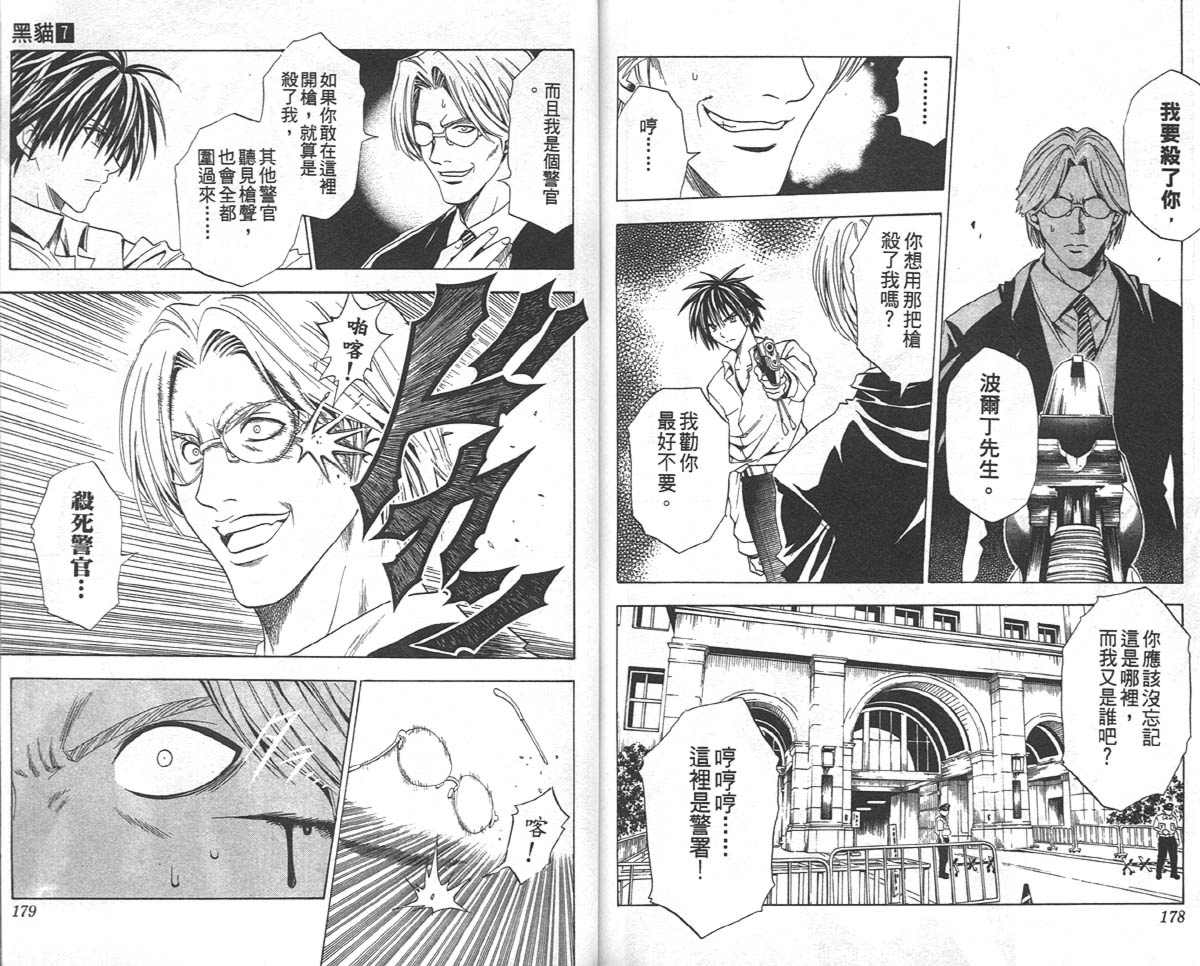 我要殺了你，
波爾丁先生。
…………
哼……
你想用那把槍
殺了我嗎？
我勸你
最好不要。
你應該沒忘記
這是哪裡，
而我又是誰吧？
哼哼哼……
這裡是警署！
178
黑貓7
而且我是個警官
。
如果你敢在這裡
開槍，就算是
殺了我，
其他警官
聽見槍聲，
也會全都
圍過來……
啪喀！
殺死警官…
喀！
179